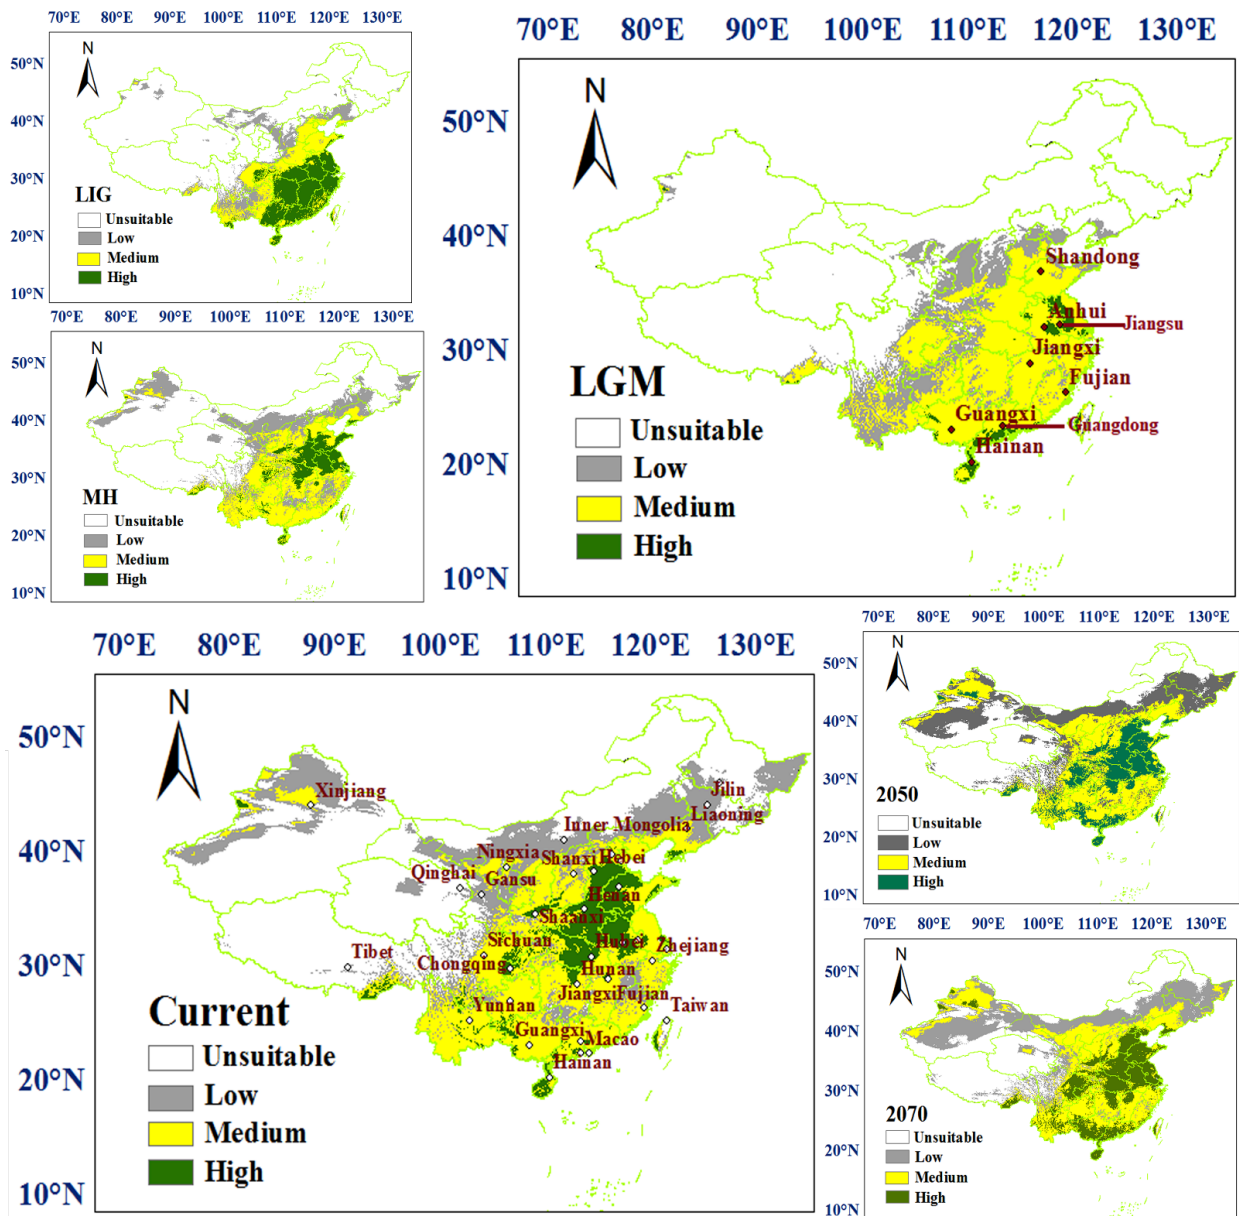 70°E 80°E 90°E 100°E 110°E 120°E 130°E
50°N
40°N
30°N
20°N
10°N
N
LIG
Unsuitable
Low
Medium
High
70°E 80°E 90°E 100°E 110°E 120°E 130°E
50°N
40°N
30°N
20°N
10°N
N
Shandong
Anhui
Jiangsu
Jiangxi
Fujian
Guangxi
Guangdong
Hainan
LGM
Unsuitable
Low
Medium
High
70°E 80°E 90°E 100°E 110°E 120°E 130°E
50°N
40°N
30°N
20°N
10°N
N
MH
Unsuitable
Low
Medium
High
70°E 80°E 90°E 100°E 110°E 120°E 130°E
50°N
40°N
30°N
20°N
10°N
N
Xinjiang
Jilin
Liaoning
Inner Mongolia
Ningxia
Shanxi
Hebei
Qinghai
Gansu
Henan
Shaanxi
Sichuan
Hubei
Zhejiang
Tibet
Chongqing
Hunan
Jiangxi
Fujian
Yunnan
Taiwan
Guangxi
Macao
Hainan
Current
Unsuitable
Low
Medium
High
70°E 80°E 90°E 100°E 110°E 120°E 130°E
50°N
40°N
30°N
20°N
10°N
N
2050
Unsuitable
Low
Medium
High
70°E 80°E 90°E 100°E 110°E 120°E 130°E
50°N
40°N
30°N
20°N
10°N
N
2070
Unsuitable
Low
Medium
High